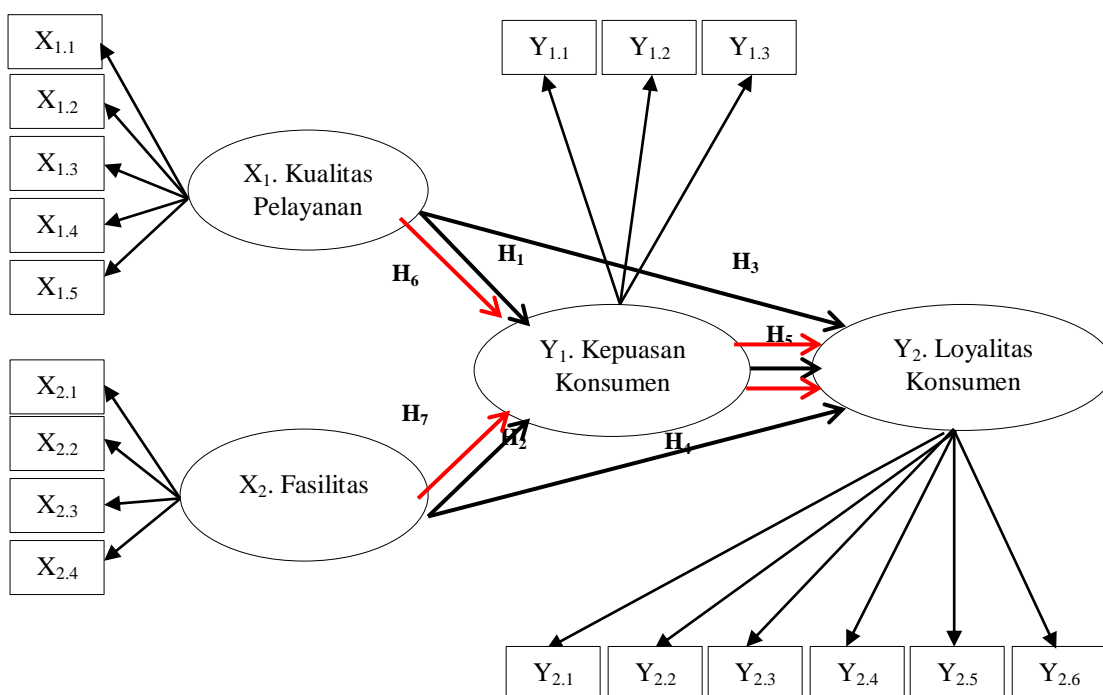 X1.1
X1.2
X1.3
X1.4
X1.5
Y1.1
Y1.2
Y1.3
X1. Kualitas
Pelayanan
H1
H6
H3
Y1. Kepuasan
Konsumen
H5
Y2. Loyalitas
Konsumen
X2.1
X2.2
X2.3
X2.4
X2. Fasilitas
H7
H2
H4
Y2.1
Y2.2
Y2.3
Y2.4
Y2.5
Y2.6